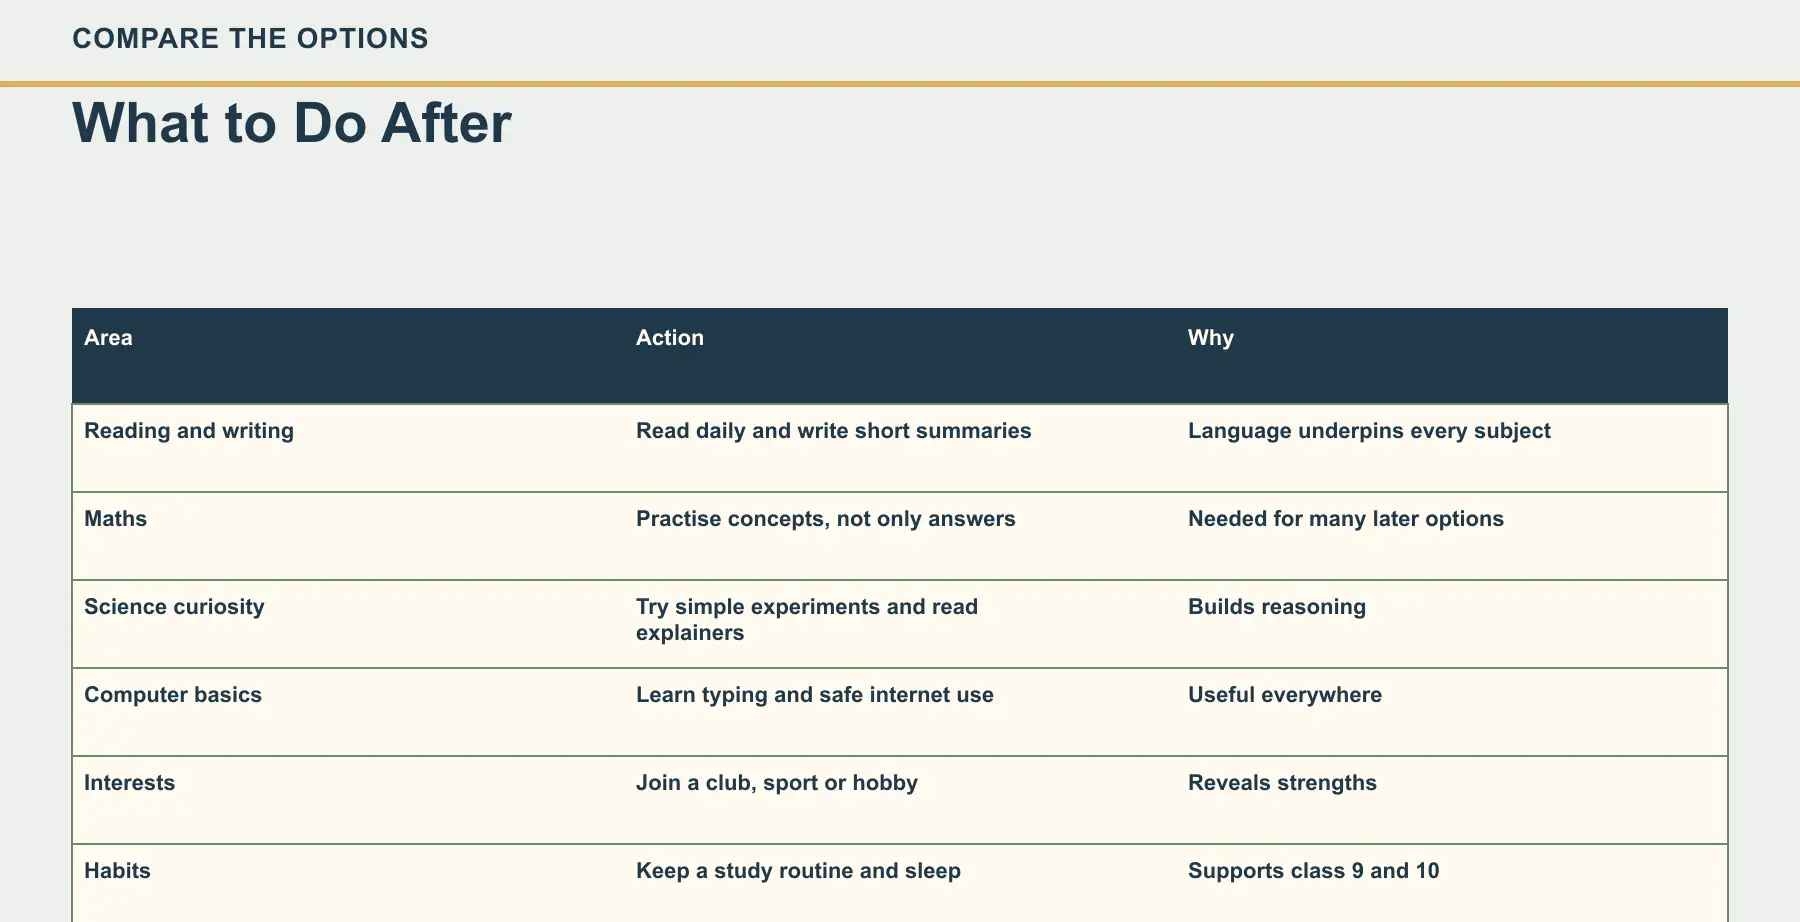 COMPARE THE OPTIONS
What to Do After
Area Action Why
Reading and writing Read daily and write short summaries Language underpins every subject
Maths Practise concepts, not only answers Needed for many later options
Science curiosity Try simple experiments and read Builds reasoning
explainers
Computer basics Learn typing and safe internet use Useful everywhere
Interests Join a club, sport or hobby Reveals strengths
Habits Keep a study routine and sleep Supports class 9 and 10